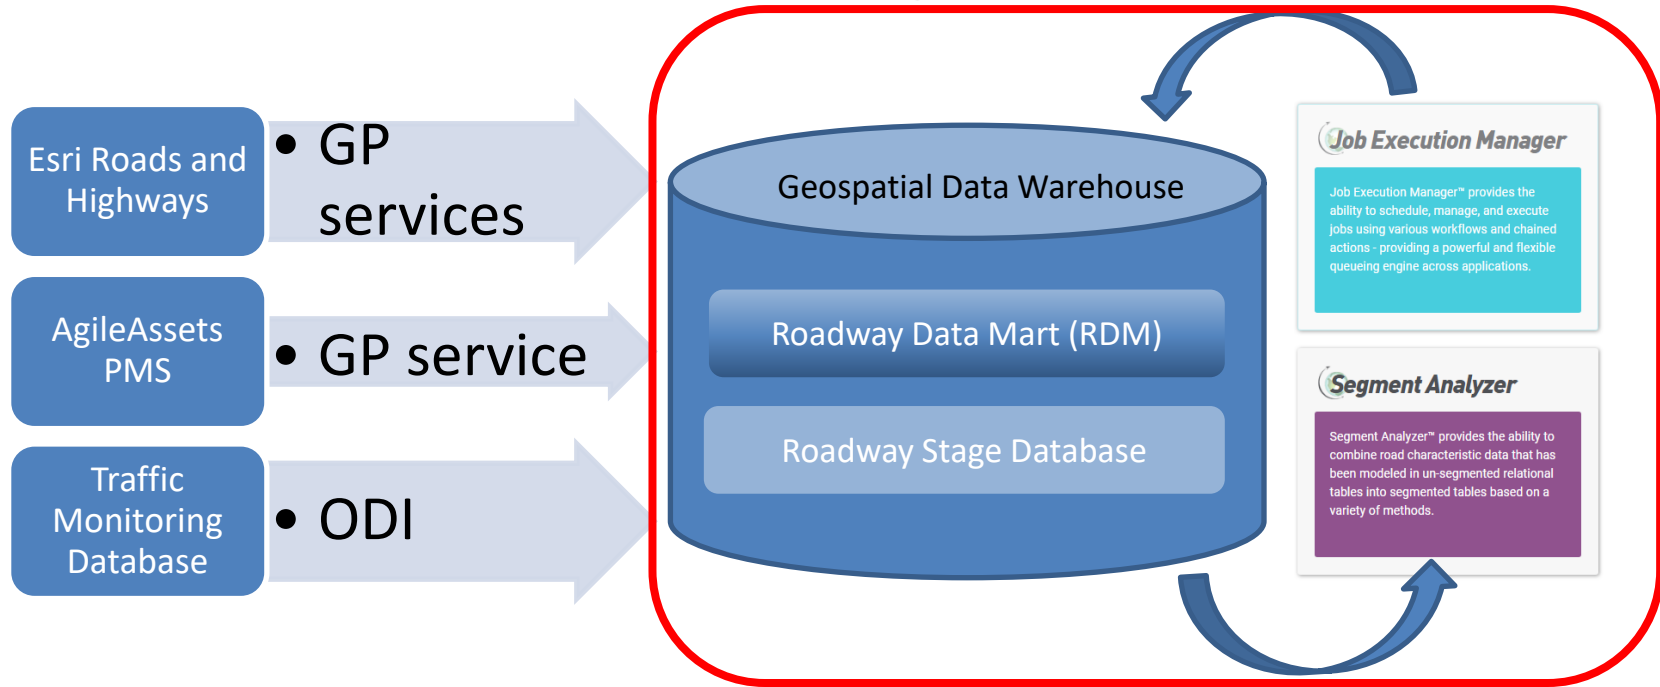 Esri Roads and
Highways
• GP
services
AgileAssets
PMS
• GP service
Traffic
Monitoring
Database
• ODI
Geospatial Data Warehouse
Roadway Data Mart (RDM)
Roadway Stage Database
Job Execution Manager
Job Execution Manager™ provides the
ability to schedule, manage, and execute
jobs using various workflows and chained
actions - providing a powerful and flexible
queueing engine across applications.
Segment Analyzer
Segment Analyzer™ provides the ability to
combine road characteristic data that has
been modeled in un-segmented relational
tables into segmented tables based on a
variety of methods.